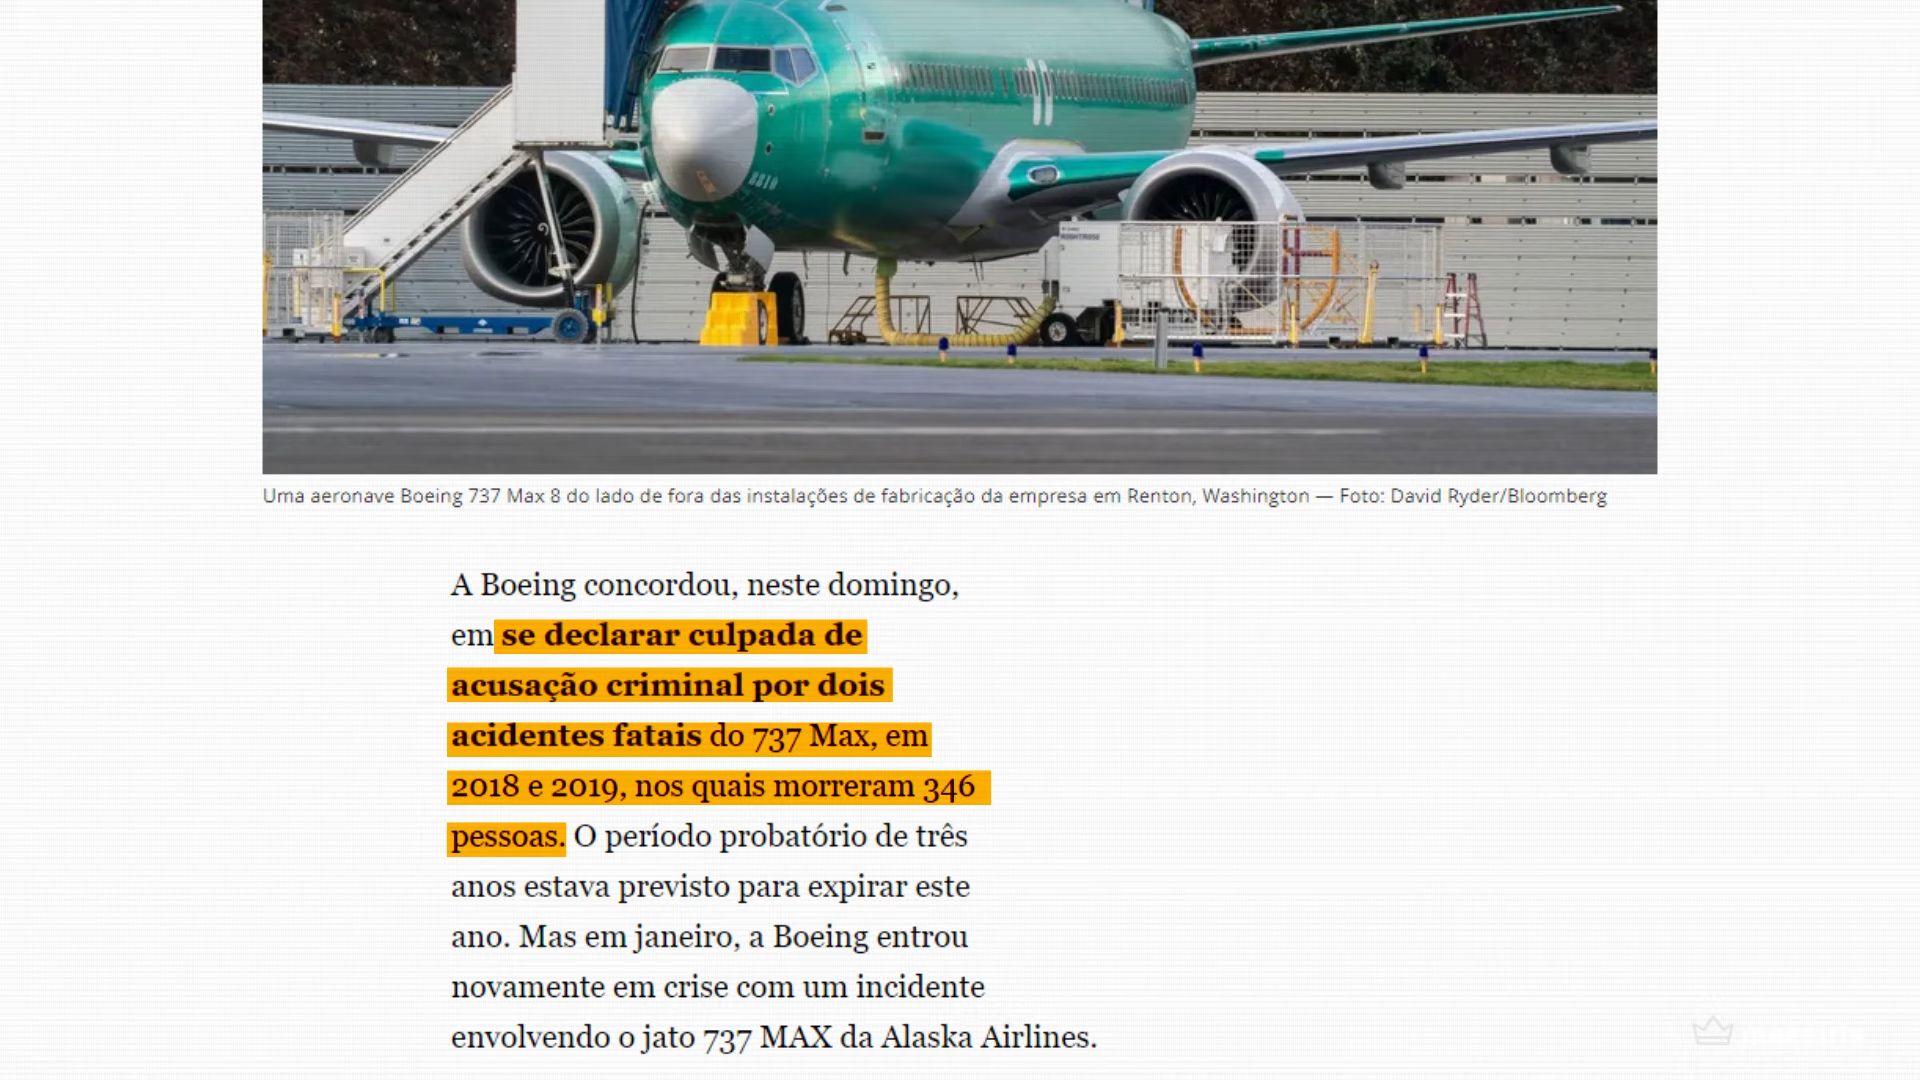 8810
Uma aeronave Boeing 737 Max 8 do lado de fora das instalações de fabricação da empresa em Renton, Washington — Foto: David Ryder/Bloomberg
A Boeing concordou, neste domingo,
em se declarar culpada de
acusação criminal por dois
acidentes fatais do 737 Max, em
2018 e 2019, nos quais morreram 346
pessoas. O período probatório de três
anos estava previsto para expirar este
ano. Mas em janeiro, a Boeing entrou
novamente em crise com um incidente
envolvendo o jato 737 MAX da Alaska Airlines.